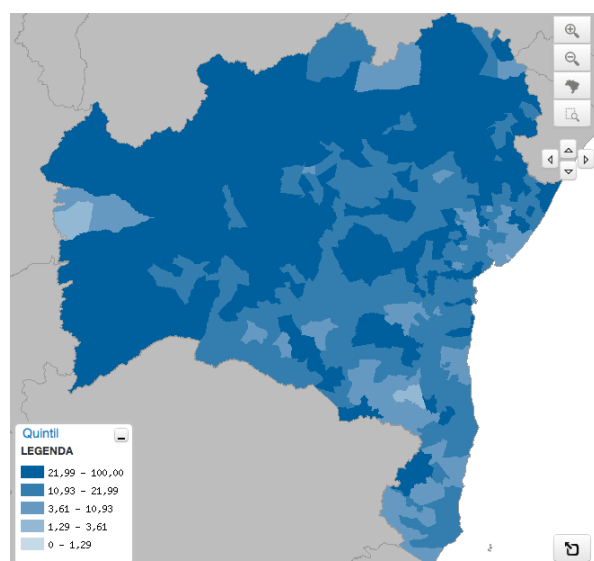 Quintil
LEGENDA
21,99 - 100,00
10,93 - 21,99
3,61 - 10,93
1,29 - 3,61
0 - 1,29